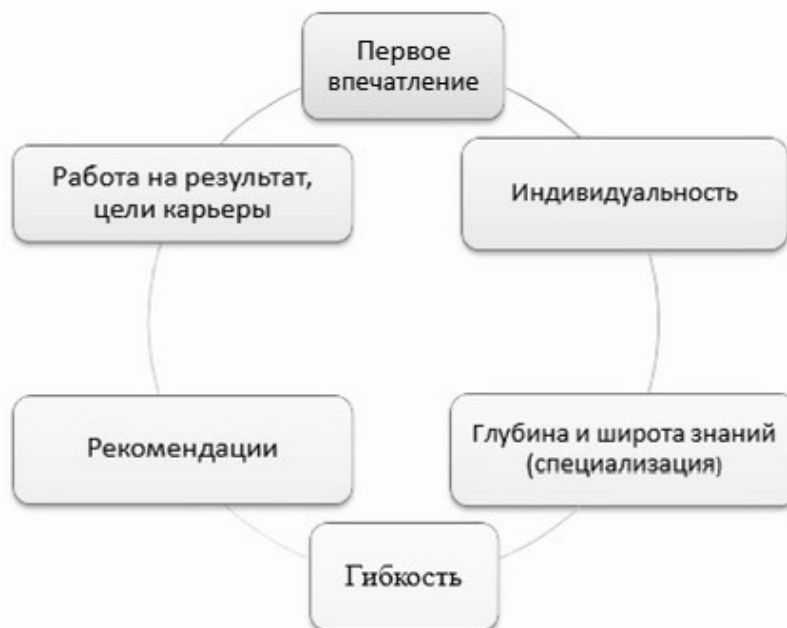 Первое
впечатление
Индивидуальность
Глубина и широта знаний
(специализация)
Гибкость
Рекомендации
Работа на результат,
цели карьеры